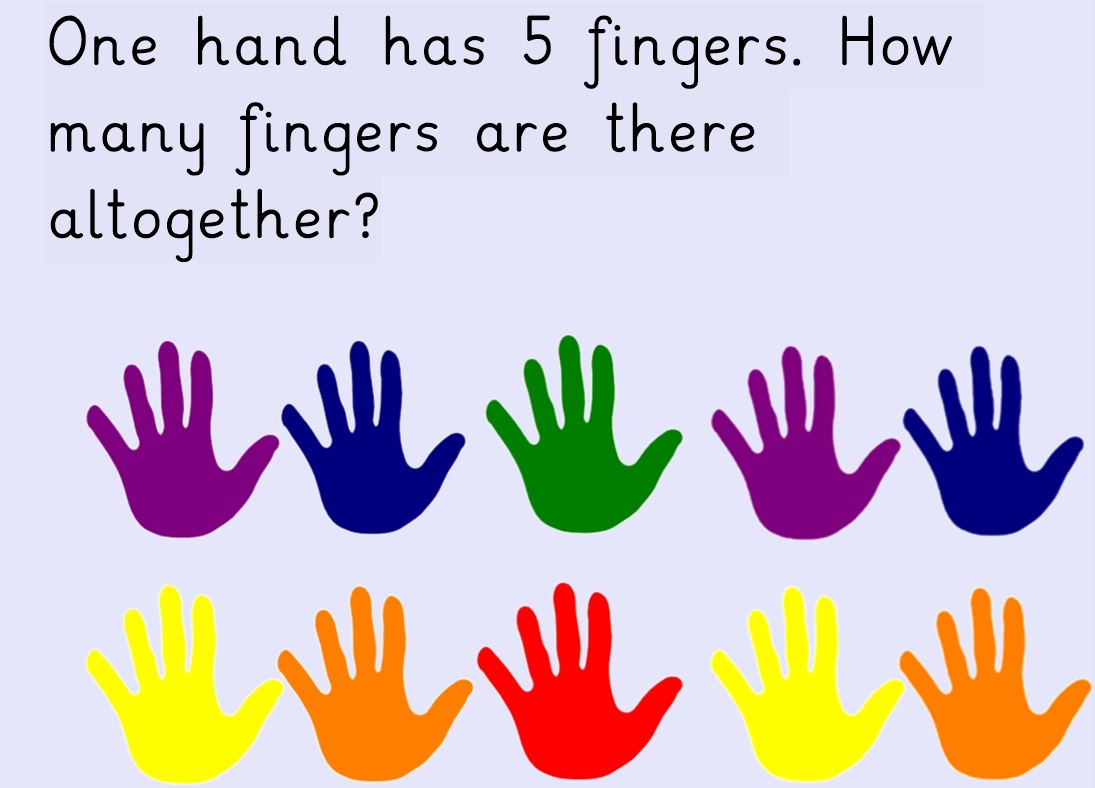 One hand has 5 fingers. How
many fingers are there
altogether?